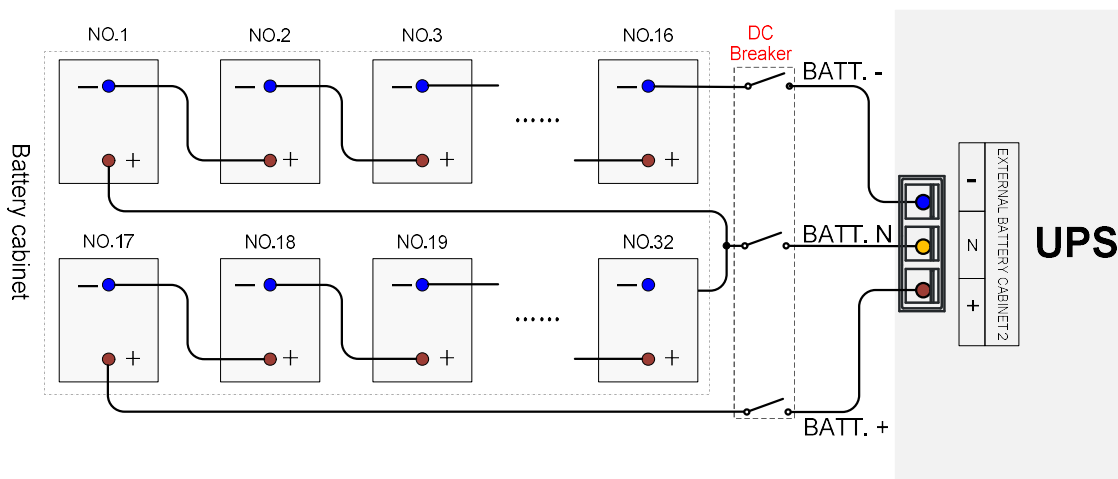 NO.1
NO.2
NO.3
NO.16
DC
Breaker
BATT. -
− +
− +
− +
......
− +
Battery cabinet
BATT. N
- N +
EXTERNAL BATTERY CABINET 2
UPS
NO.17
NO.18
NO.19
NO.32
− +
− +
− +
......
− +
BATT. +